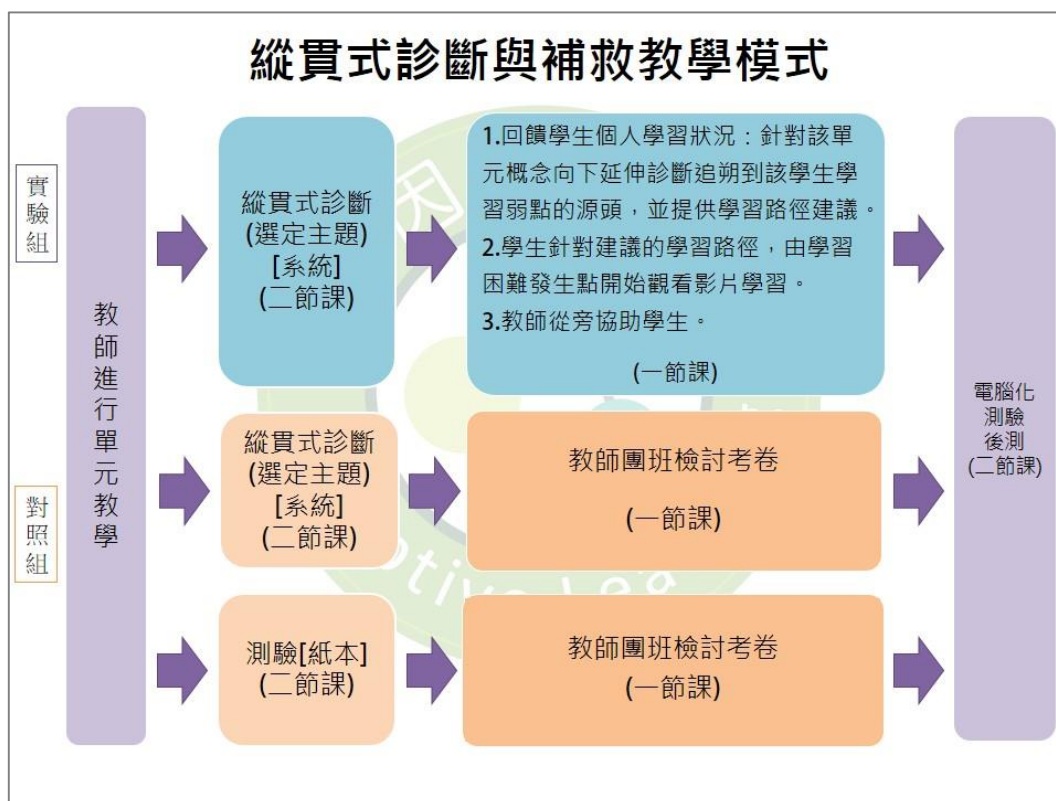 縱貫式診斷與補救教學模式
實驗組
對照組
教師進行單元教學
縱貫式診斷
(選定主題)
[系統]
(二節課)
1.回饋學生個人學習狀況：針對該單
元概念向下延伸診斷追朔到該學生學
習弱點的源頭，並提供學習路徑建議。
2.學生針對建議的學習路徑，由學習
困難發生點開始觀看影片學習。
3.教師從旁協助學生。
(一節課)
縱貫式診斷
(選定主題)
[系統]
(二節課)
教師團班檢討考卷
(一節課)
測驗[紙本]
(二節課)
教師團班檢討考卷
(一節課)
電腦化
測驗
後測
(二節課)
因
ptive Lea